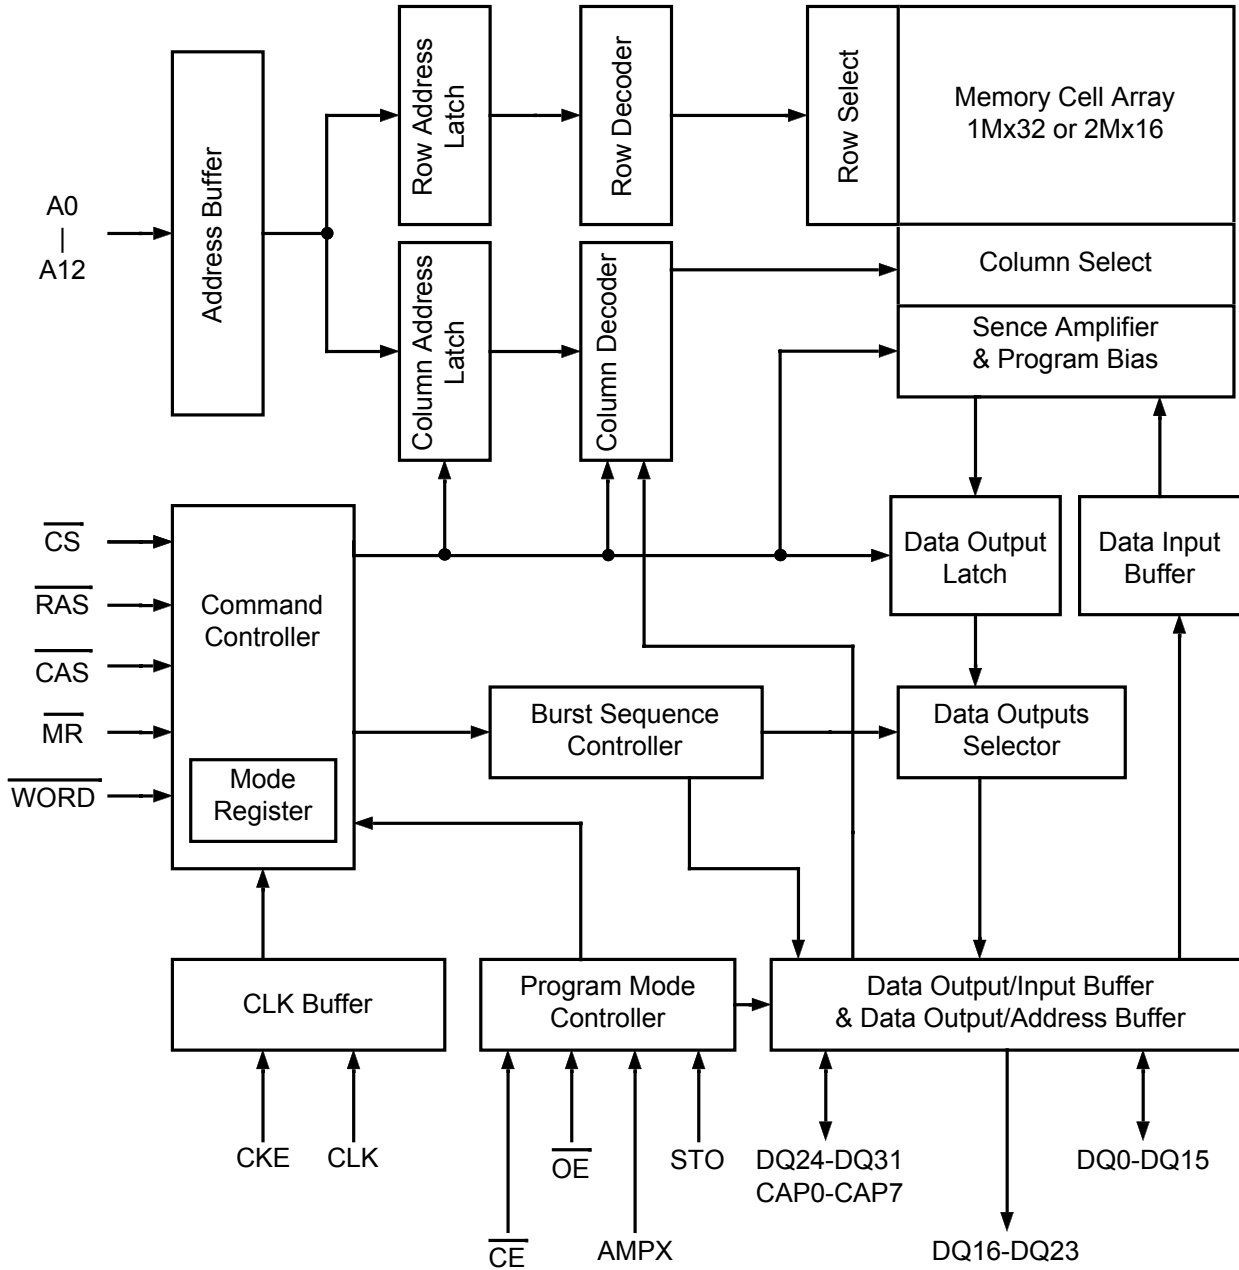 A0
|
A12
Address Buffer
Row Address
Latch
Row Decoder
Row Select
Memory Cell Array
1Mx32 or 2Mx16
Column Address
Latch
Column Decoder
Column Select
Sence Amplifier
& Program Bias
CS
RAS
CAS
MR
WORD
Command
Controller
Mode
Register
Data Output
Latch
Data Input
Buffer
Burst Sequence
Controller
Data Outputs
Selector
CLK Buffer
Program Mode
Controller
Data Output/Input Buffer
& Data Output/Address Buffer
CKE
CLK
OE
STO
DQ24-DQ31
CAP0-CAP7
DQ0-DQ15
CE
AMPX
DQ16-DQ23